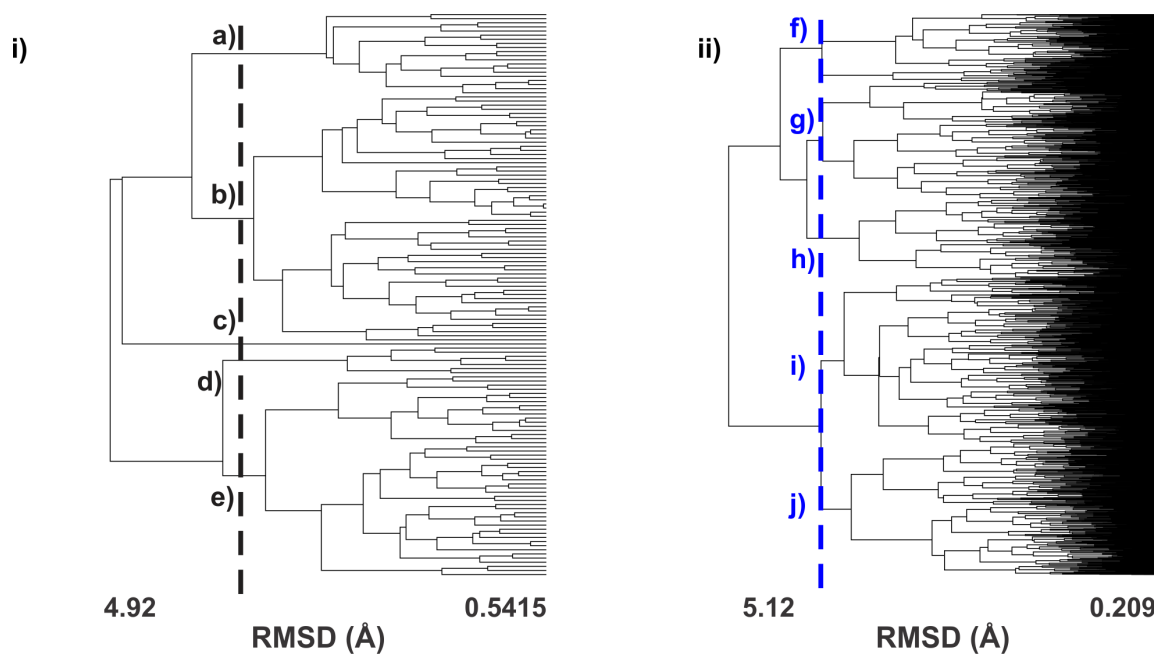 i)
a)
b)
c)
d)
e)
4.92 0.5415
RMSD (Å)
ii)
f)
g)
h)
i)
j)
5.12 0.209
RMSD (Å)